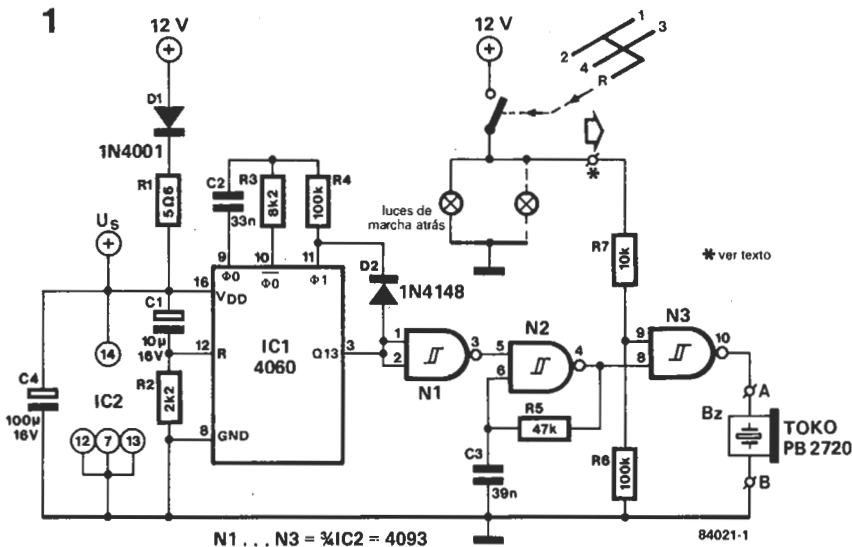 1
12 V
12 V
1
3
2
4
R
D1
1N4001
R1
5Ω6
C2
33n
R3
8k2
R4
100k
luces de
marcha atrás
*
R7
10k
* ver texto
US
9
10
11
Φ0
Φ0
Φ1
D2
1N4148
16
VDD
C1
10µ
16V
14
12
R
IC1
4060
Q13
3
1
2
3
N1
N2
5
6
4
N3
9
8
10
C4
100µ
16V
IC2
R2
2k2
12
7
13
8
GND
R5
47k
C3
39n
R6
100k
A
Bz
TOKO
PB 2720
B
N1 . . . N3 = ¾IC2 = 4093
84021-1